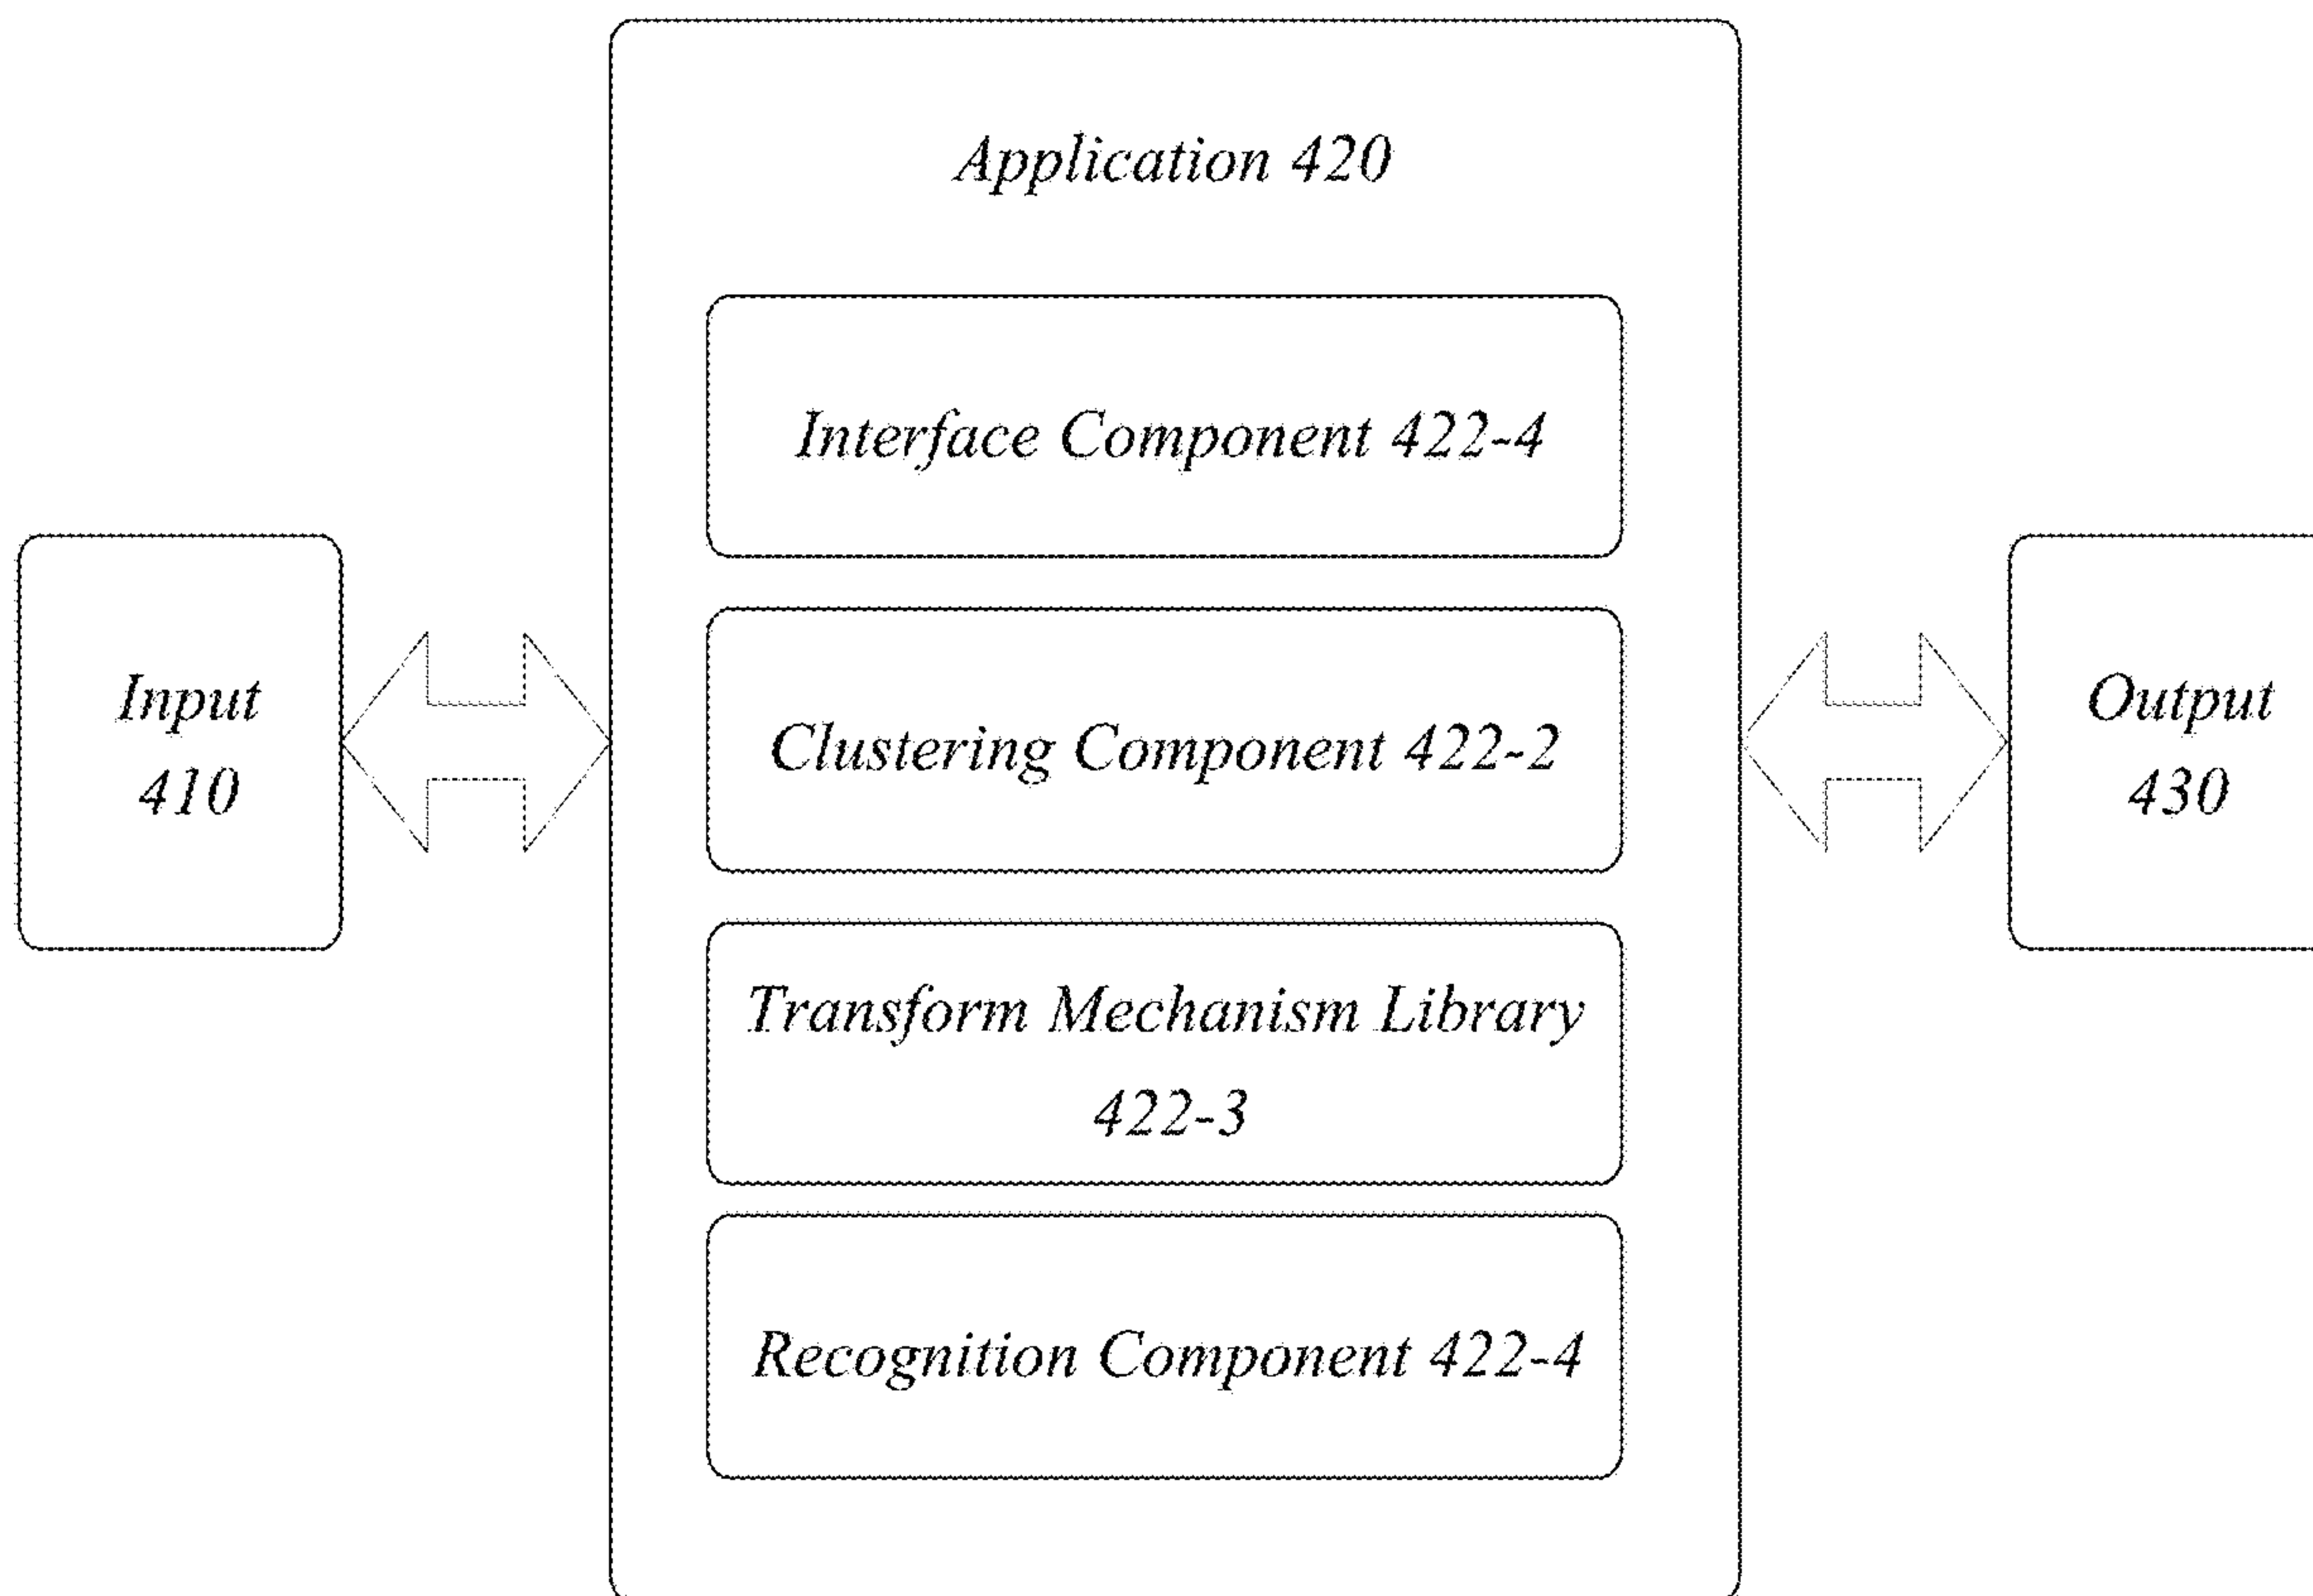 Application 420
Interface Component 422-4
Input
410
Clustering Component 422-2
Output
430
Transform Mechanism Library
422-3
Recognition Component 422-4